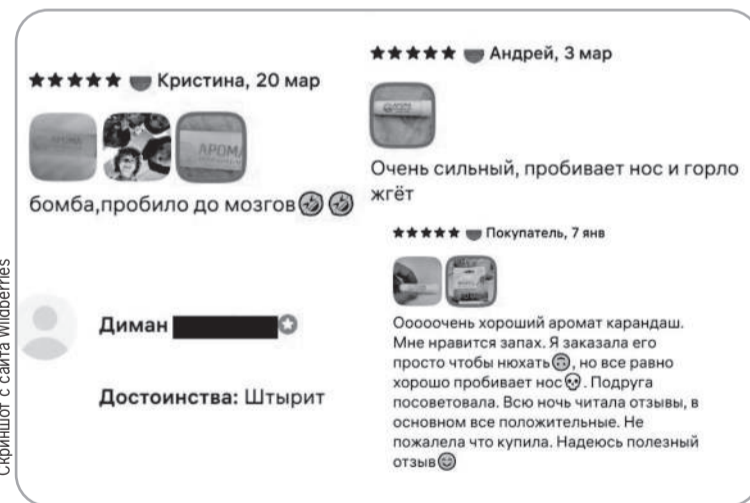 ★★★★★ Кристина, 20 мар
АРОМА
бомба,пробило до мозгов🤣🤣
★★★★★ Андрей, 3 мар
Очень сильный, пробивает нос и горло
жгёт
★★★★★ Покупатель, 7 янв
Ооооочень хороший аромат карандаш.
Мне нравится запах. Я заказала его
просто чтобы нюхать🙃, но все равно
хорошо пробивает нос💀. Подруга
посоветовала. Всю ночь читала отзывы, в
основном все положительные. Не
пожалела что купила. Надеюсь полезный
отзыв😊
Диман
Достоинства: Штырит
Скриншот с сайта Wildberries